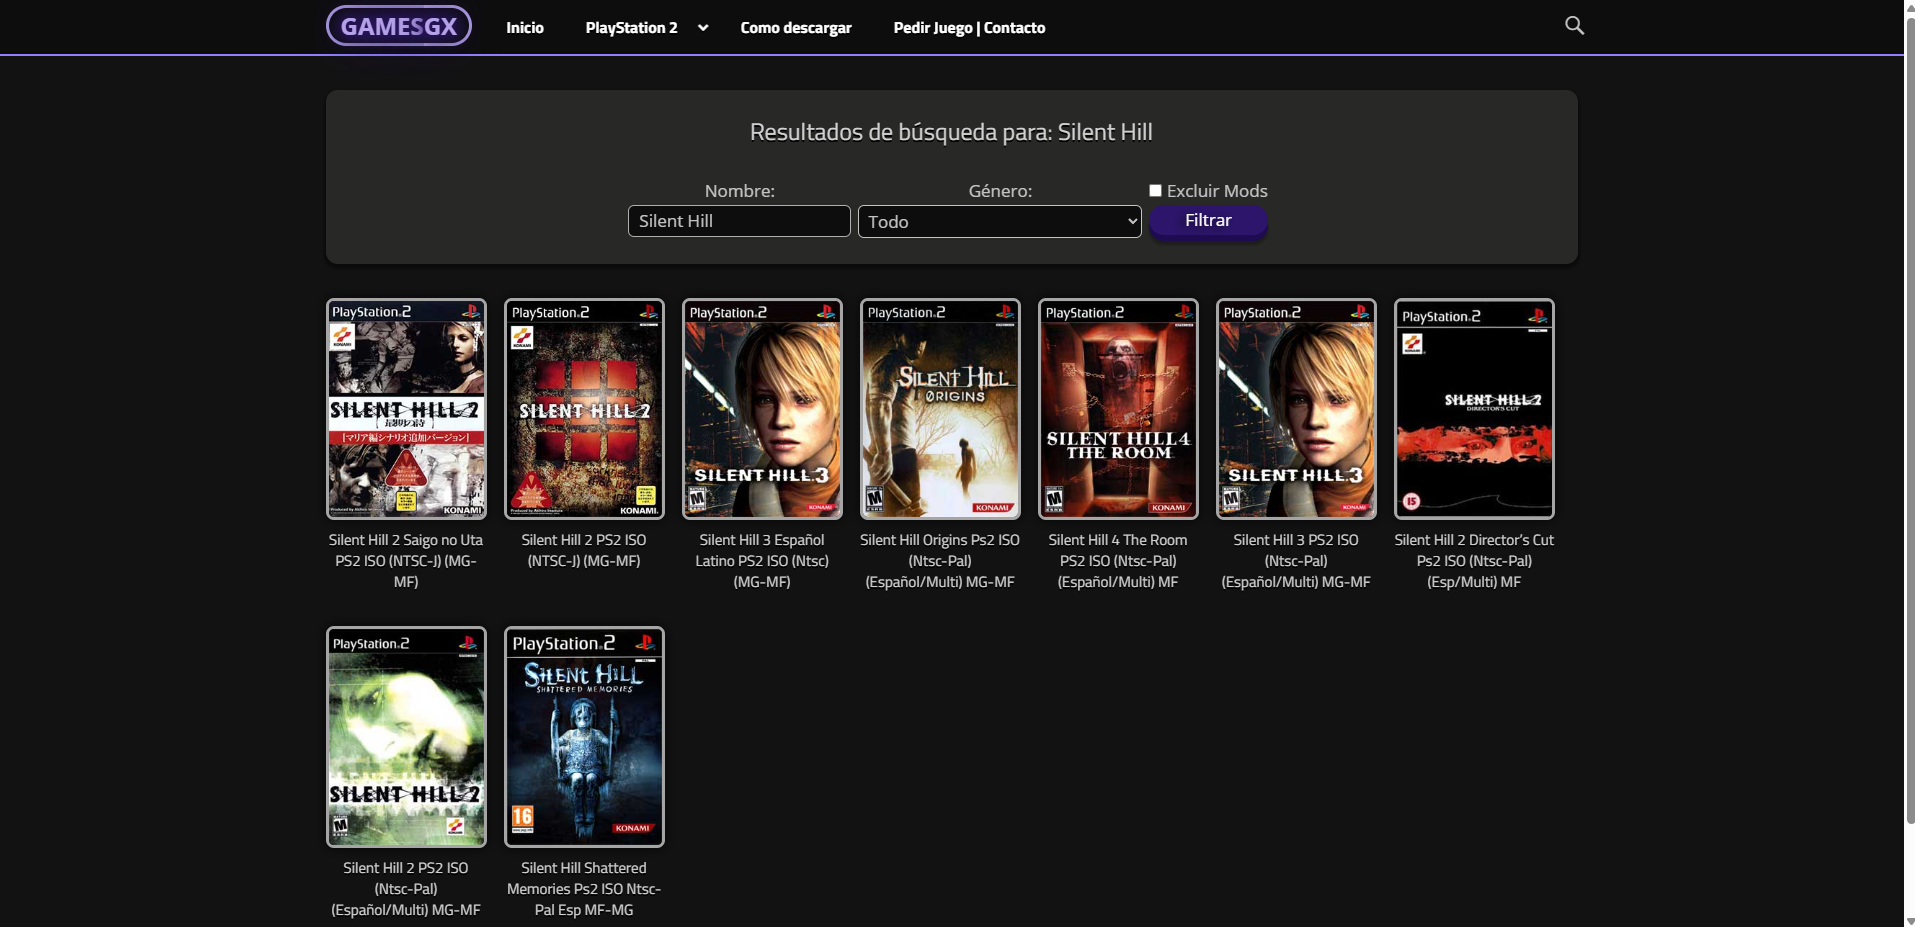 GAMESGX
Inicio
PlayStation 2
Como descargar
Pedir Juego | Contacto
Resultados de búsqueda para: Silent Hill
Nombre:
Género:
Excluir Mods
Silent Hill
Todo
Filtrar
PlayStation.2
KONAMI
SILENT HILL 2
最期の詩
[マリア編シナリオ追加バージョン]
KONAMI
PlayStation.2
KONAMI
SILENT HILL 2
KONAMI
PlayStation.2
SILENT HILL 3
M
KONAMI
PlayStation.2
SILENT HILL
ØRIGINS
M
KONAMI
PlayStation.2
SILENT HILL 4
THE ROOM
M
KONAMI
PlayStation.2
SILENT HILL 3
M
KONAMI
PlayStation.2
KONAMI
SILENT HILL 2
DIRECTOR'S CUT
15
Silent Hill 2 Saigo no Uta
PS2 ISO (NTSC-J) (MG-
MF)
Silent Hill 2 PS2 ISO
(NTSC-J) (MG-MF)
Silent Hill 3 Español
Latino PS2 ISO (Ntsc)
(MG-MF)
Silent Hill Origins Ps2 ISO
(Ntsc-Pal)
(Español/Multi) MG-MF
Silent Hill 4 The Room
PS2 ISO (Ntsc-Pal)
(Español/Multi) MF
Silent Hill 3 PS2 ISO
(Ntsc-Pal)
(Español/Multi) MG-MF
Silent Hill 2 Director’s Cut
Ps2 ISO (Ntsc-Pal)
(Esp/Multi) MF
PlayStation.2
SILENT HILL 2
M
KONAMI
PlayStation.2
SILENT HILL
SHATTERED MEMORIES
16
KONAMI
Silent Hill 2 PS2 ISO
(Ntsc-Pal)
(Español/Multi) MG-MF
Silent Hill Shattered
Memories Ps2 ISO Ntsc-
Pal Esp MF-MG